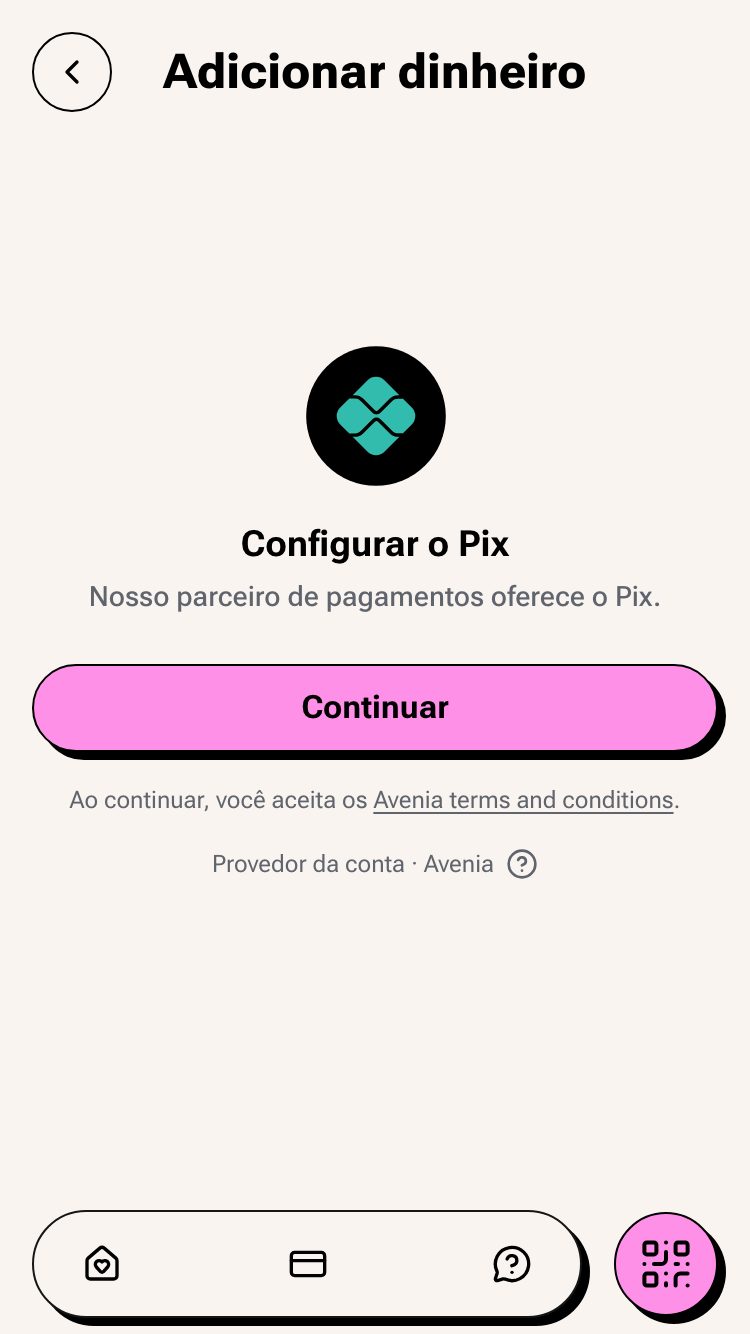 Adicionar dinheiro
Configurar o Pix
Nosso parceiro de pagamentos oferece o Pix.
Continuar
Ao continuar, você aceita os Avenia terms and conditions.
Provedor da conta · Avenia